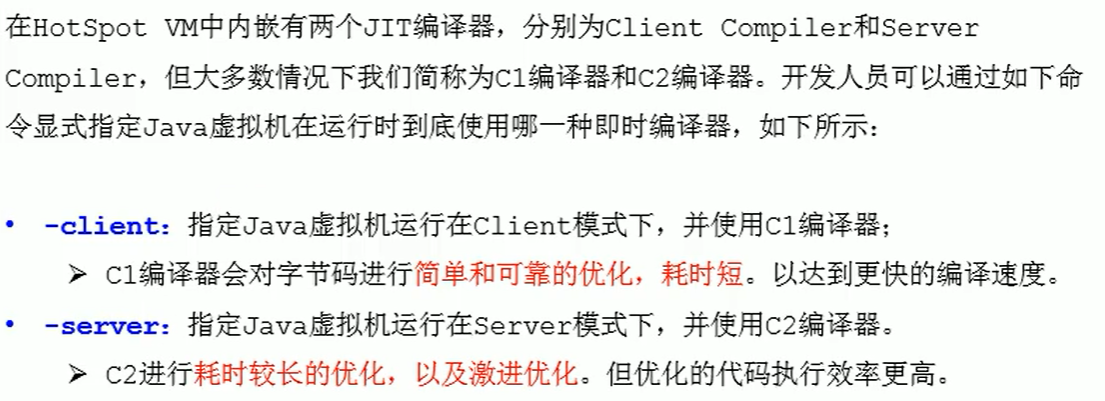 在HotSpot VM中内嵌有两个JIT编译器，分别为Client Compiler和Server
Compiler，但大多数情况下我们简称为C1编译器和C2编译器。开发人员可以通过如下命
令显式指定Java虚拟机在运行时到底使用哪一种即时编译器，如下所示：
• -client：指定Java虚拟机运行在Client模式下，并使用C1编译器；
➢ C1编译器会对字节码进行简单和可靠的优化，耗时短。以达到更快的编译速度。
• -server：指定Java虚拟机运行在Server模式下，并使用C2编译器。
➢ C2进行耗时较长的优化，以及激进优化。但优化的代码执行效率更高。